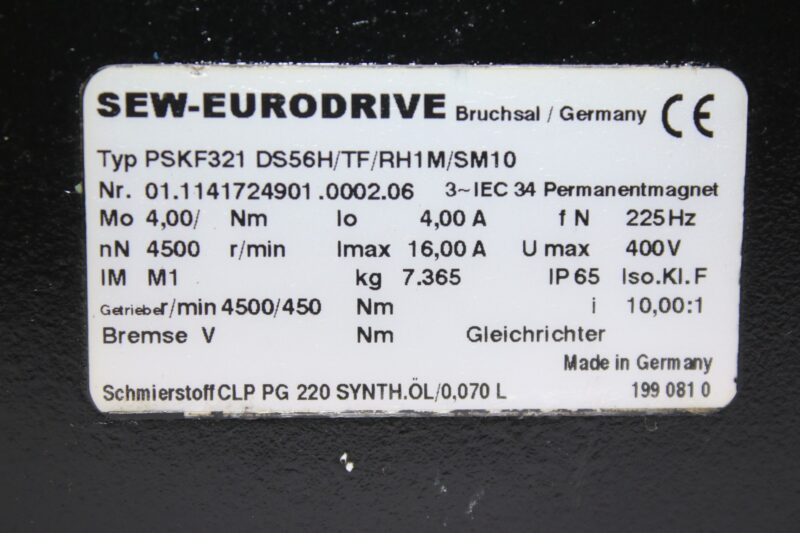 SEW-EURODRIVE Bruchsal / Germany CE
Typ PSKF321 DS56H/TF/RH1M/SM10
Nr. 01.1141724901.0002.06 3~IEC 34 Permanentmagnet
Mo 4,00/ Nm Io 4,00 A f N 225Hz
nN 4500 r/min Imax 16,00 A U max 400V
IM M1 kg 7.365 IP 65 Iso.Kl.F
Getriebe r/min 4500/450 Nm i 10,00:1
Bremse V Nm Gleichrichter
Made in Germany
Schmierstoff CLP PG 220 SYNTH.ÖL/0,070 L 199 081 0